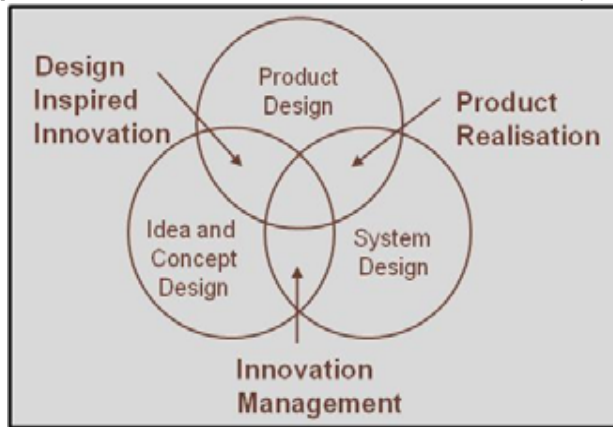 Design
Inspired
Innovation
Product
Design
Product
Realisation
Idea and
Concept
Design
System
Design
Innovation
Management